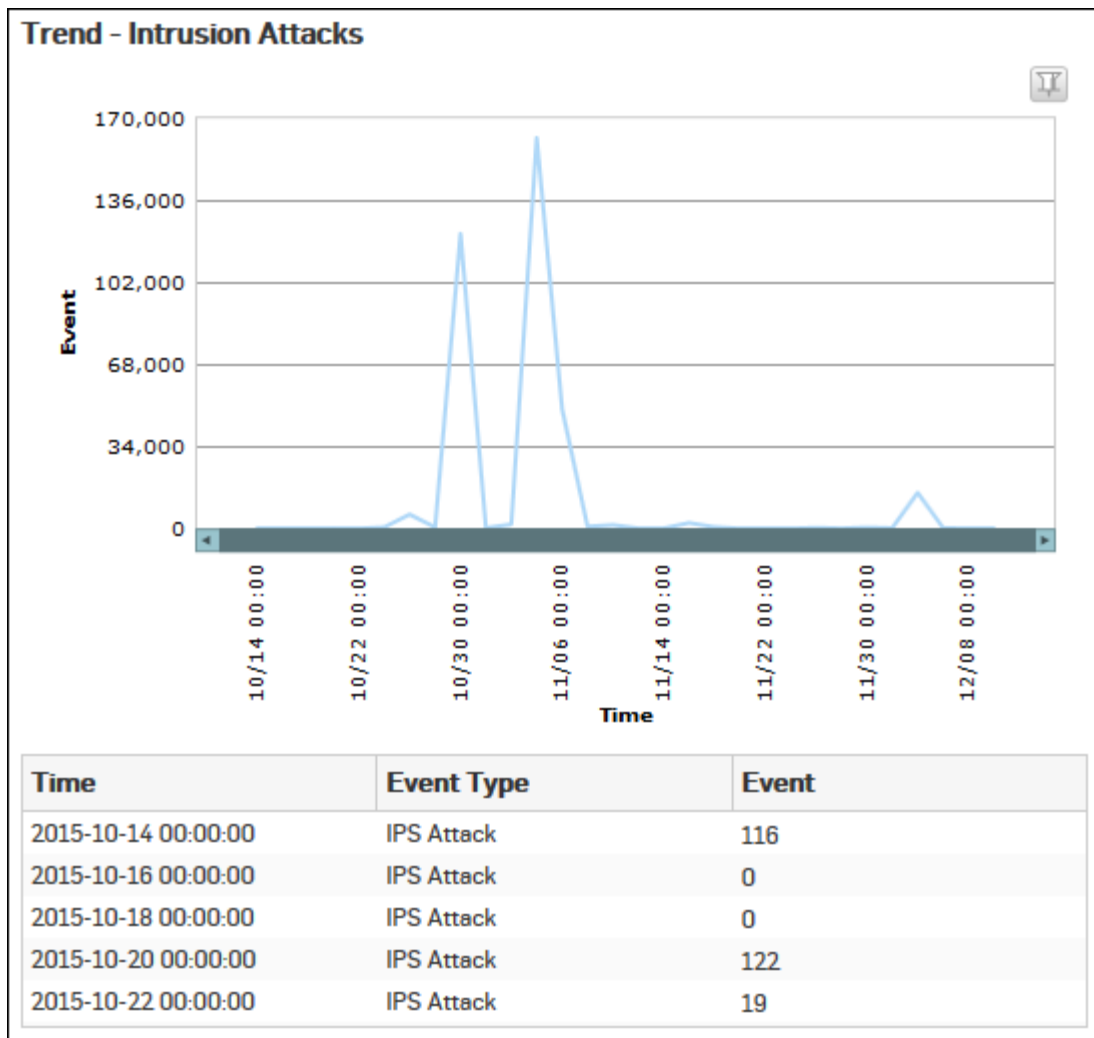 Trend - Intrusion Attacks
170,000
136,000
102,000
68,000
34,000
0
Event
10/14 00:00
10/22 00:00
10/30 00:00
11/06 00:00
11/14 00:00
11/22 00:00
11/30 00:00
12/08 00:00
Time
Time Event Type Event
2015-10-14 00:00:00 IPS Attack 116
2015-10-16 00:00:00 IPS Attack 0
2015-10-18 00:00:00 IPS Attack 0
2015-10-20 00:00:00 IPS Attack 122
2015-10-22 00:00:00 IPS Attack 19